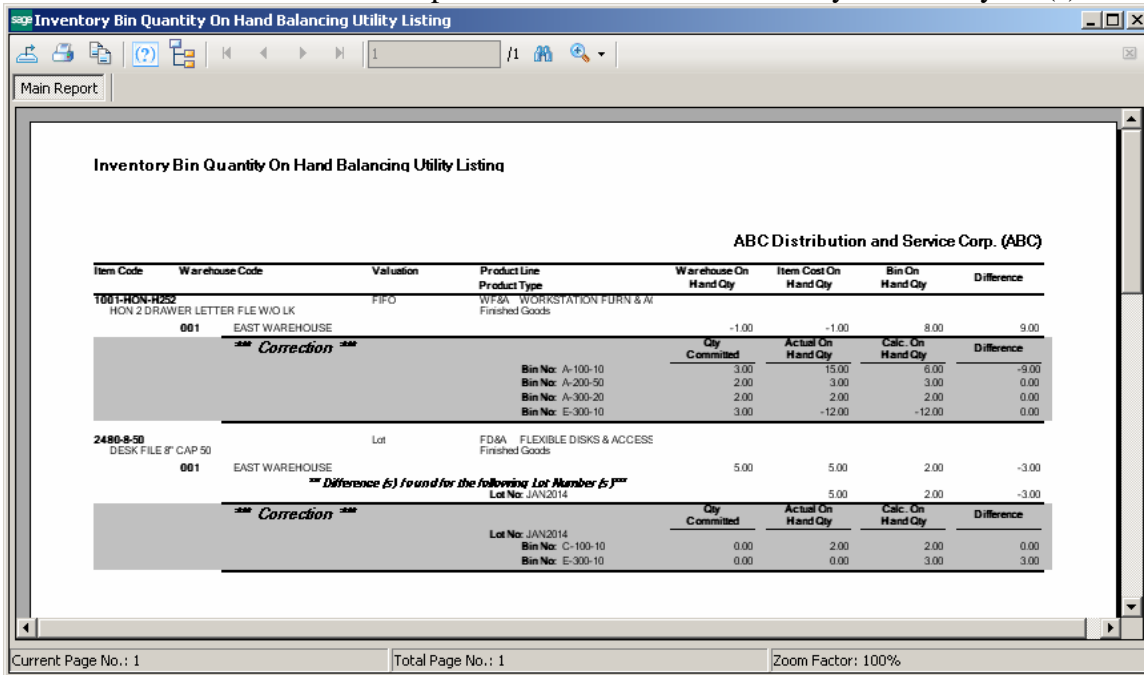 sage Inventory Bin Quantity On Hand Balancing Utility Listing
1 /1
Main Report
Inventory Bin Quantity On Hand Balancing Utility Listing
ABC Distribution and Service Corp. (ABC)
Item Code Warehouse Code Valuation Product Line Warehouse On Item Cost On Bin On Difference
Product Type Hand Qty Hand Qty Hand Qty
1001-HON-H252 FIFO WF&A WORKSTATION FURN & A
HON 2 DRAWER LETTER FLE W/O LK Finished Goods
001 EAST WAREHOUSE -1.00 -1.00 8.00 9.00
*** Correction *** Qty Actual On Calc. On Difference
Committed Hand Qty Hand Qty
Bin No: A-100-10 3.00 15.00 6.00 -9.00
Bin No: A-200-50 2.00 3.00 3.00 0.00
Bin No: A-300-20 2.00 2.00 2.00 0.00
Bin No: E-300-10 3.00 -12.00 -12.00 0.00
2480-8-50 Lot FD&A FLEXIBLE DISKS & ACCESS
DESK FILE 8" CAP 50 Finished Goods
001 EAST WAREHOUSE 5.00 5.00 2.00 -3.00
*** Difference (s) found for the following Lot Number (s)***
Lot No: JAN2014 5.00 2.00 -3.00
*** Correction *** Qty Actual On Calc. On Difference
Committed Hand Qty Hand Qty
Lot No: JAN2014
Bin No: C-100-10 0.00 2.00 2.00 0.00
Bin No: E-300-10 0.00 0.00 3.00 3.00
Current Page No.: 1 Total Page No.: 1 Zoom Factor: 100%